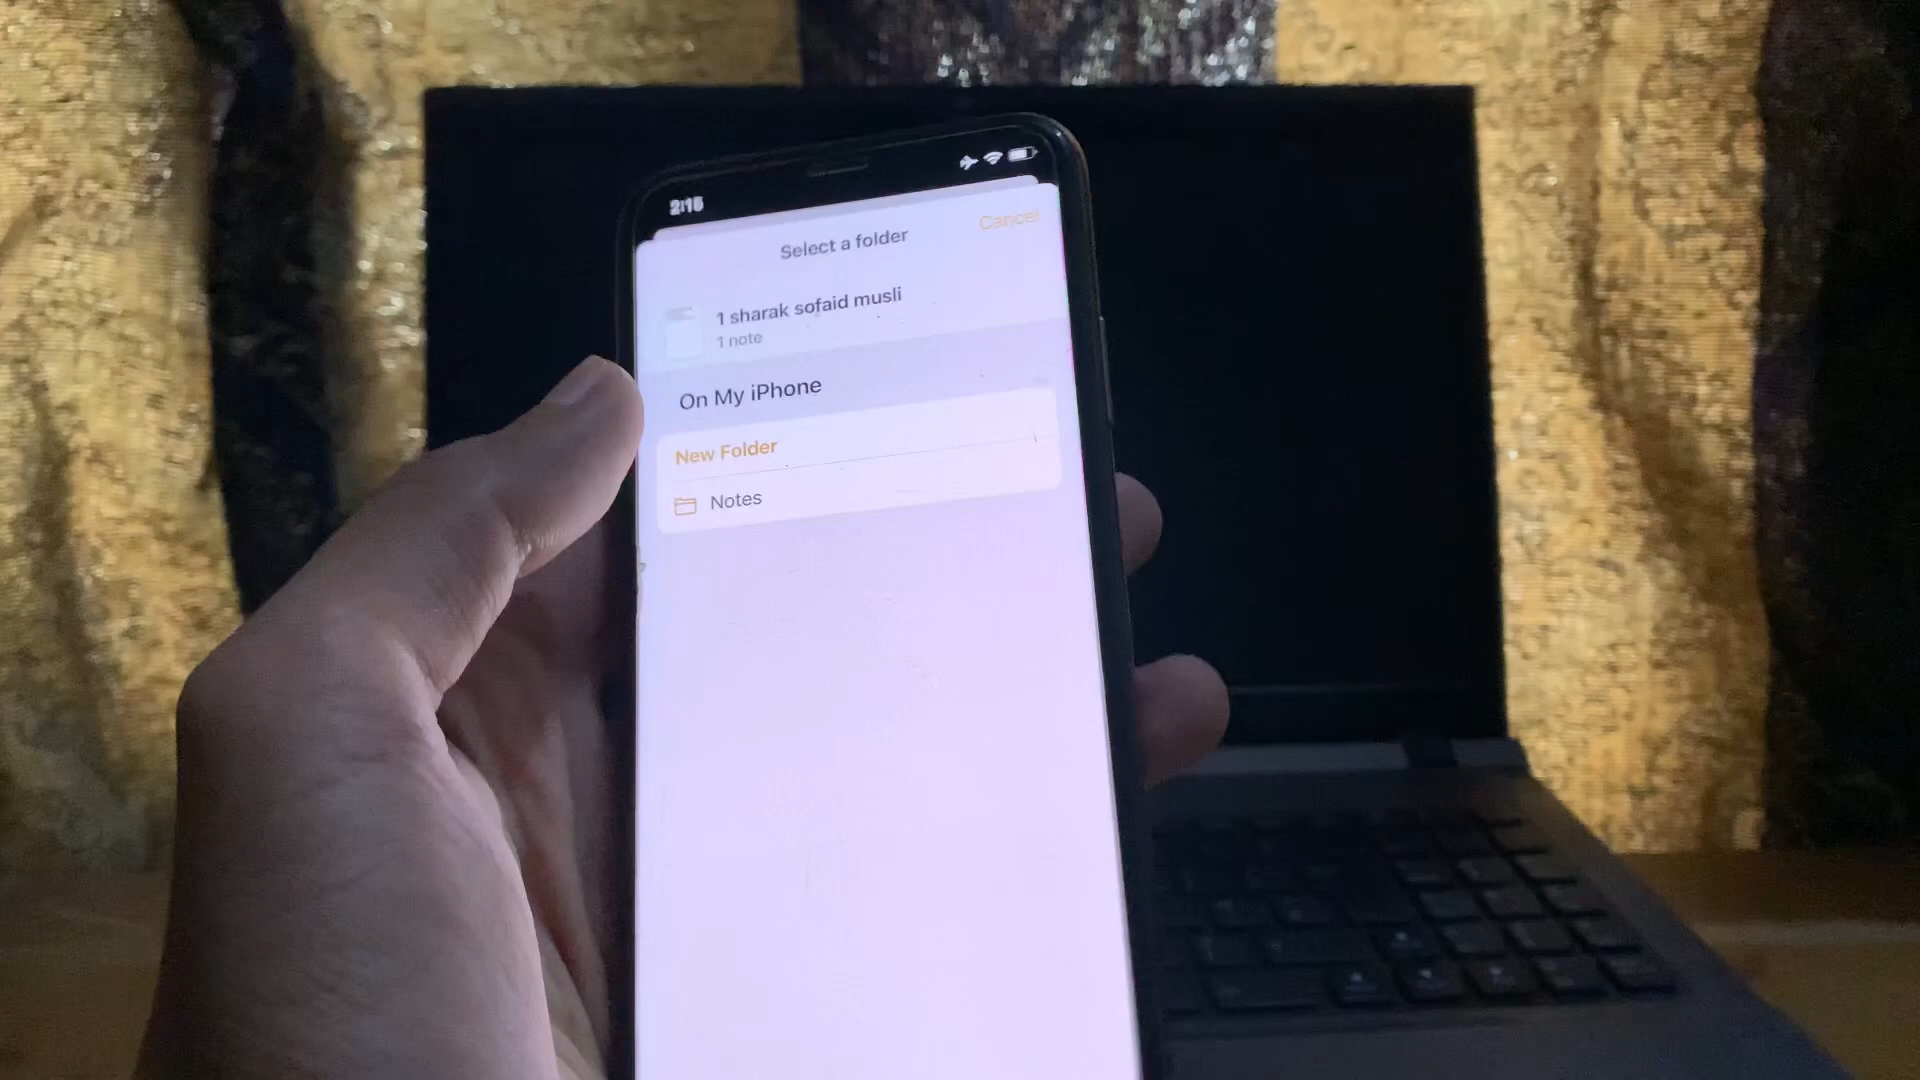 2:15
Cancel
Select a folder
1 sharak sofaid musli
1 note
On My iPhone
New Folder
Notes